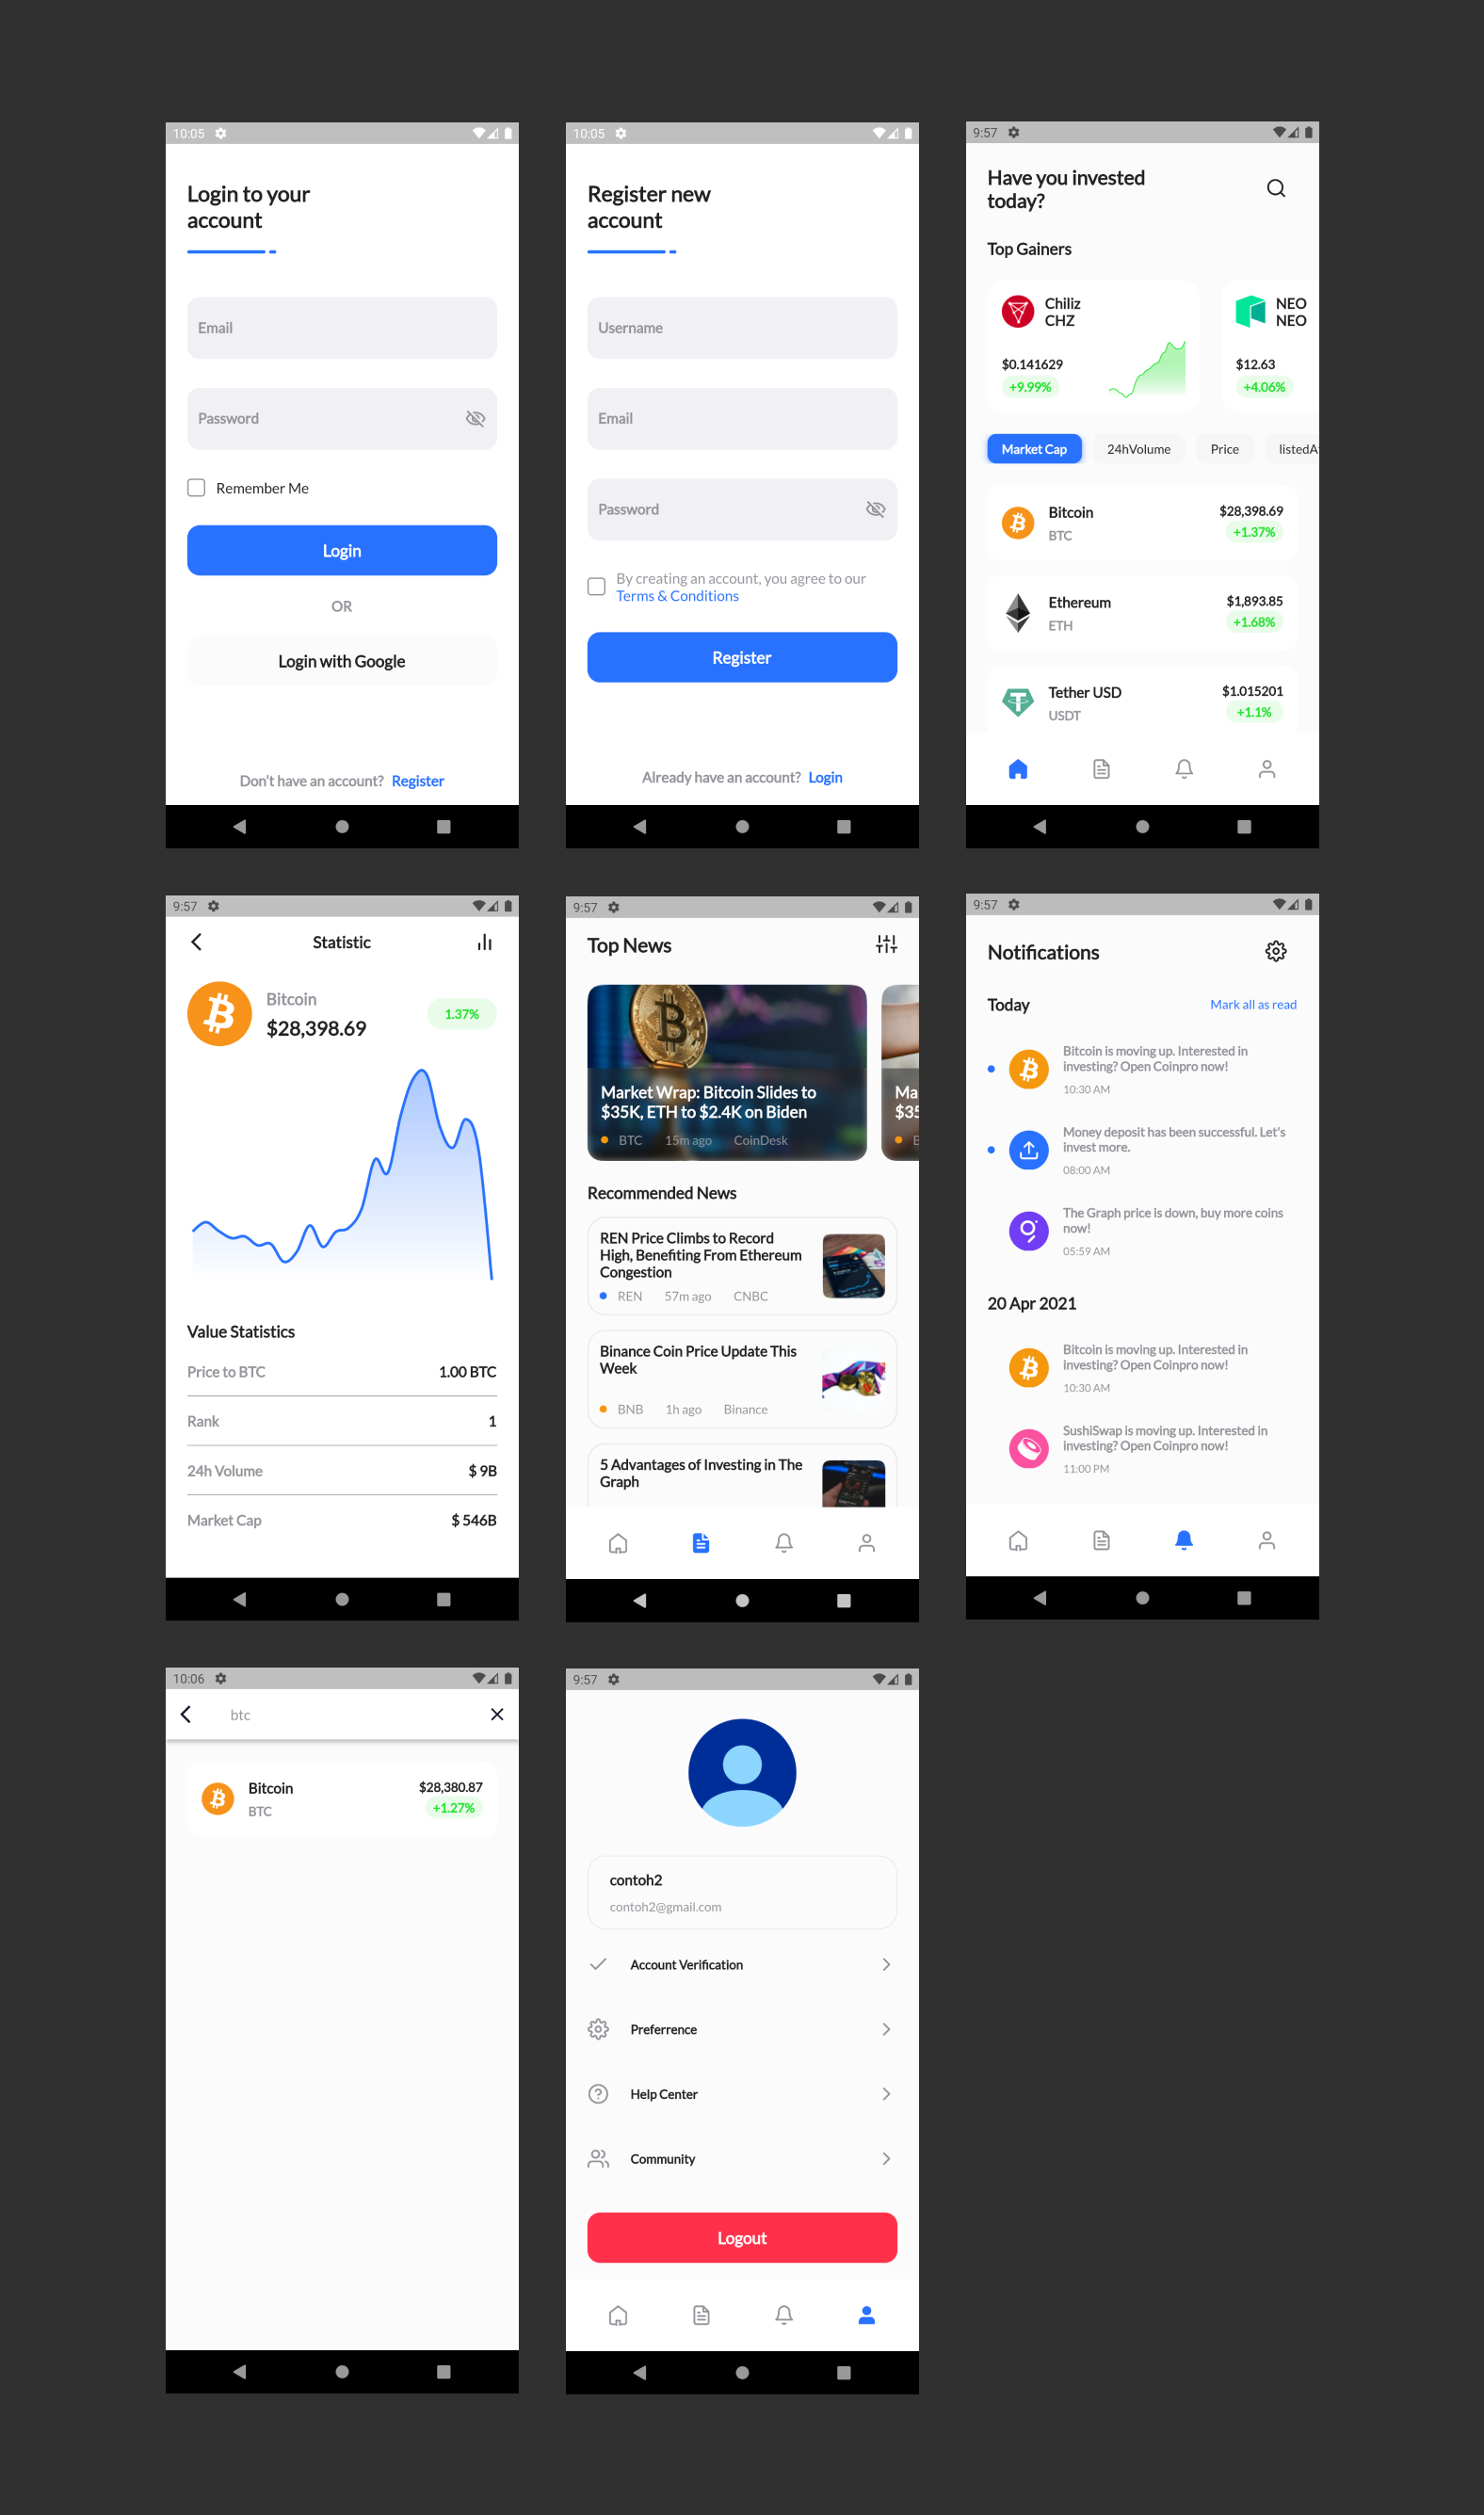 10:05
Login to your
account
Email
Password
Remember Me
Login
OR
Login with Google
Don't have an account? Register
10:05
Register new
account
Username
Email
Password
By creating an account, you agree to our
Terms & Conditions
Register
Already have an account? Login
9:57
Have you invested
today?
Top Gainers
Chiliz
CHZ
$0.141629
+9.99%
NEO
NEO
$12.63
+4.06%
Market Cap 24hVolume Price listedA
Bitcoin $28,398.69
BTC +1.37%
Ethereum $1,893.85
ETH +1.68%
Tether USD $1.015201
USDT +1.1%
9:57
Statistic
Bitcoin
$28,398.69
1.37%
Value Statistics
Price to BTC 1.00 BTC
Rank 1
24h Volume $ 9B
Market Cap $ 546B
9:57
Top News
Market Wrap: Bitcoin Slides to
$35K, ETH to $2.4K on Biden
BTC 15m ago CoinDesk
Ma
$35
B
Recommended News
REN Price Climbs to Record
High, Benefiting From Ethereum
Congestion
REN 57m ago CNBC
Binance Coin Price Update This
Week
BNB 1h ago Binance
5 Advantages of Investing in The
Graph
9:57
Notifications
Today Mark all as read
Bitcoin is moving up. Interested in
investing? Open Coinpro now!
10:30 AM
Money deposit has been successful. Let's
invest more.
08:00 AM
The Graph price is down, buy more coins
now!
05:59 AM
20 Apr 2021
Bitcoin is moving up. Interested in
investing? Open Coinpro now!
10:30 AM
SushiSwap is moving up. Interested in
investing? Open Coinpro now!
11:00 PM
10:06
btc
Bitcoin $28,380.87
BTC +1.27%
9:57
contoh2
contoh2@gmail.com
Account Verification
Preferrence
Help Center
Community
Logout